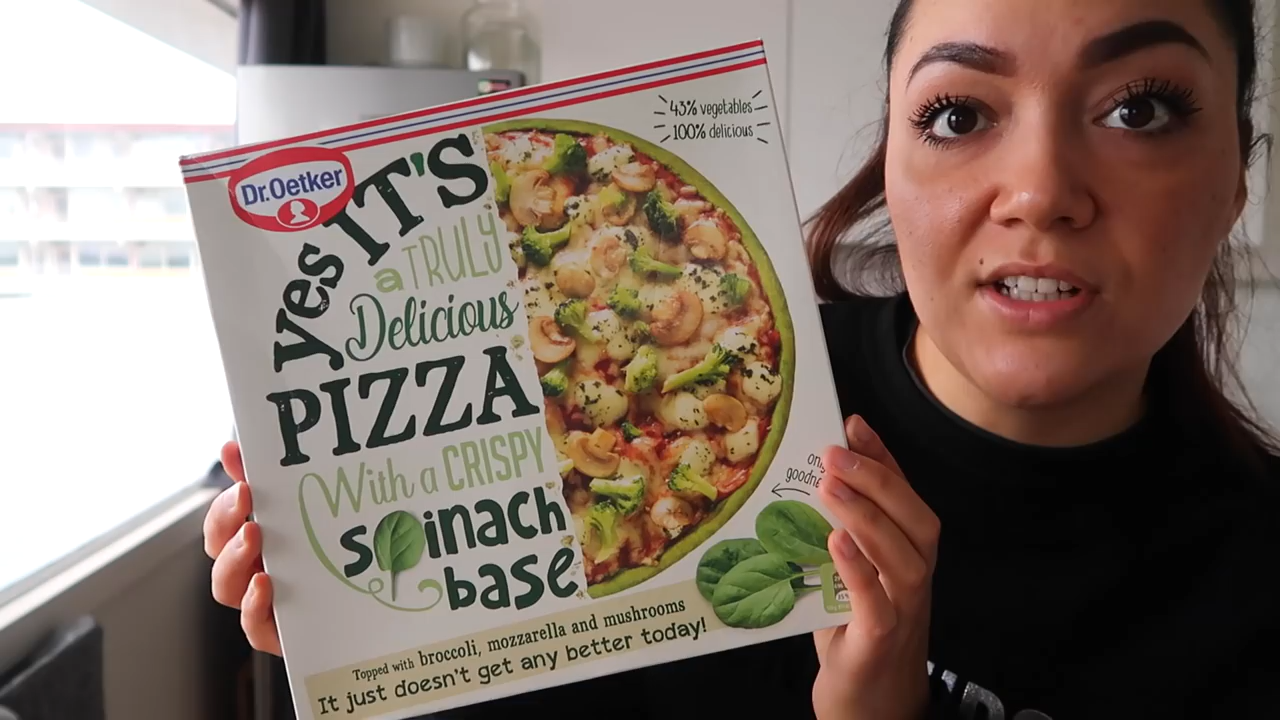 43% vegetables
100% delicious
Dr.Oetker
yes IT'S
a TRULY
Delicious
PIZZA
With a CRISPY
spinach
base
Topped with broccoli, mozzarella and mushrooms
It just doesn't get any better today!